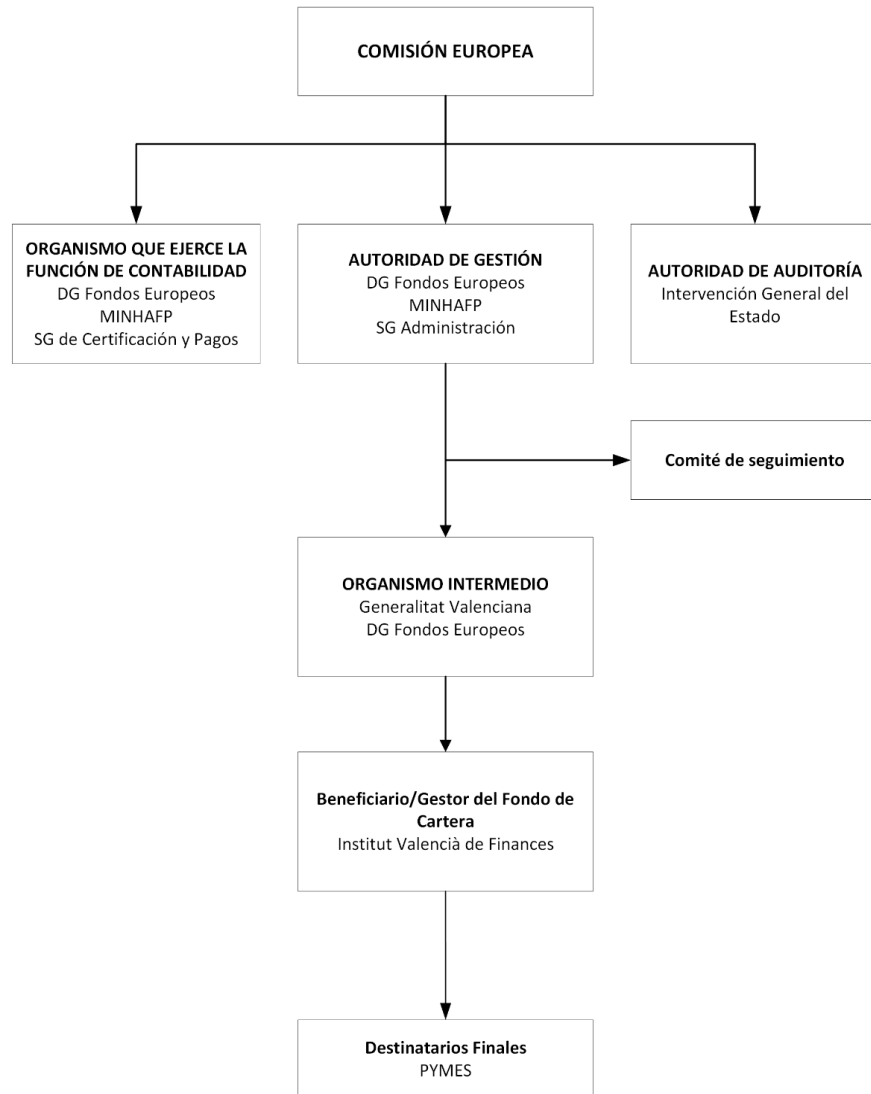 COMISIÓN EUROPEA
ORGANISMO QUE EJERCE LA
FUNCIÓN DE CONTABILIDAD
DG Fondos Europeos
MINHAFP
SG de Certificación y Pagos
AUTORIDAD DE GESTIÓN
DG Fondos Europeos
MINHAFP
SG Administración
AUTORIDAD DE AUDITORÍA
Intervención General del
Estado
Comité de seguimiento
ORGANISMO INTERMEDIO
Generalitat Valenciana
DG Fondos Europeos
Beneficiario/Gestor del Fondo de
Cartera
Institut Valencià de Finances
Destinatarios Finales
PYMES